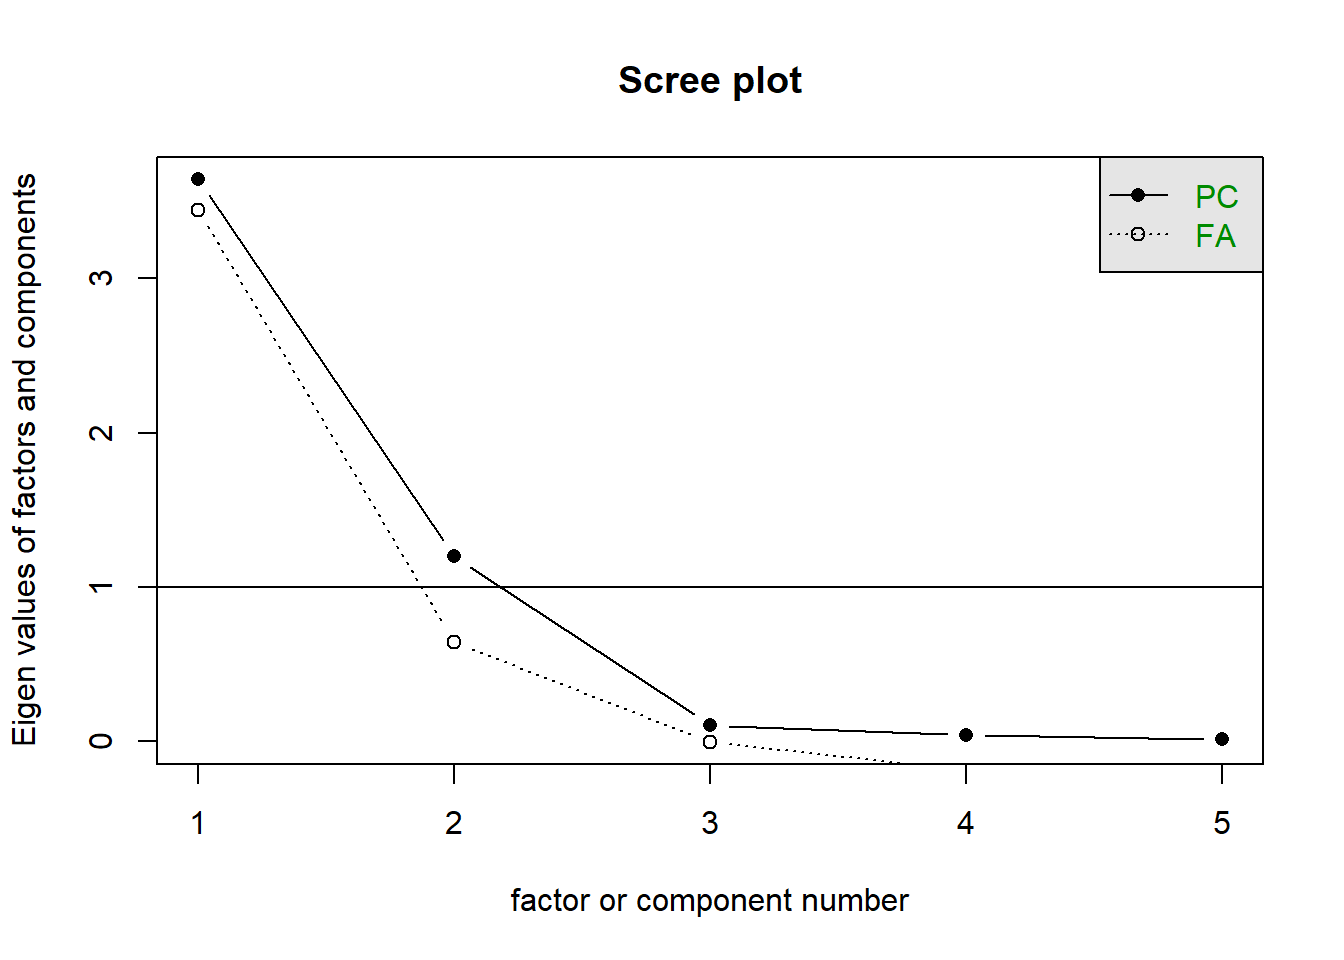 Scree plot
Eigen values of factors and components
3
2
1
0
PC
FA
1 2 3 4 5
factor or component number